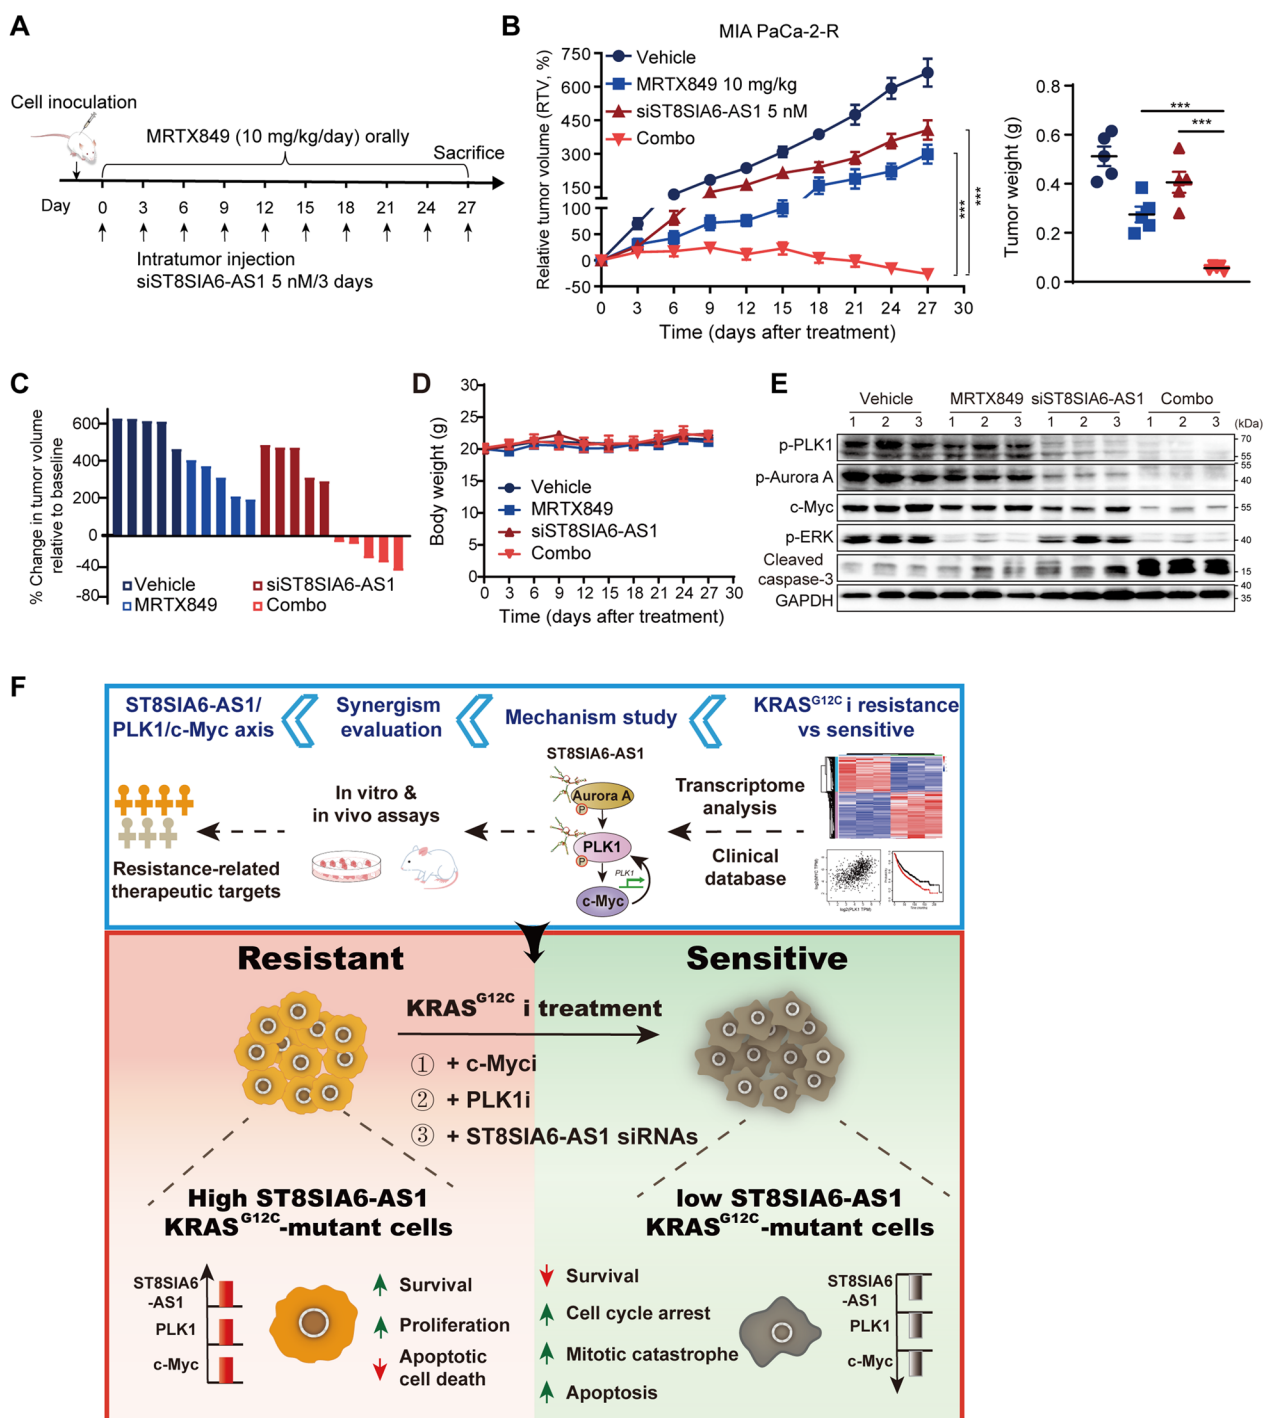 A
Cell inoculation
MRTX849 (10 mg/kg/day) orally
Sacrifice
Day 0 3 6 9 12 15 18 21 24 27
Intratumor injection
siST8SIA6-AS1 5 nM/3 days
B
MIA PaCa-2-R
Relative tumor volume (RTV, %)
750
600
450
300
150
100
50
0
-50
Vehicle
MRTX849 10 mg/kg
siST8SIA6-AS1 5 nM
Combo
***
***
0 3 6 9 12 15 18 21 24 27 30
Time (days after treatment)
Tumor weight (g)
0.8
0.6
0.4
0.2
0.0
***
***
C
% Change in tumor volume
relative to baseline
600
400
200
0
-40
-80
Vehicle
MRTX849
siST8SIA6-AS1
Combo
D
Body weight (g)
30
25
20
15
10
5
0
Vehicle
MRTX849
siST8SIA6-AS1
Combo
0 3 6 9 12 15 18 21 24 27 30
Time (days after treatment)
E
Vehicle MRTX849 siST8SIA6-AS1 Combo
1 2 3 1 2 3 1 2 3 1 2 3 (kDa)
p-PLK1 70
55
p-Aurora A 55
40
c-Myc 55
p-ERK 40
Cleaved
caspase-3 15
GAPDH 40
35
F
ST8SIA6-AS1/
PLK1/c-Myc axis
Synergism
evaluation
Mechanism study
KRASG12C i resistance
vs sensitive
ST8SIA6-AS1
Aurora A
P
PLK1
P
PLK1
c-Myc
In vitro &
in vivo assays
Transcriptome
analysis
Clinical
database
Resistance-related
therapeutic targets
log2(MYC TPM)
log2(PLK1 TPM)
Resistant
Sensitive
KRASG12C i treatment
① + c-Myci
② + PLK1i
③ + ST8SIA6-AS1 siRNAs
High ST8SIA6-AS1
KRASG12C-mutant cells
low ST8SIA6-AS1
KRASG12C-mutant cells
ST8SIA6
-AS1
PLK1
c-Myc
Survival
Proliferation
Apoptotic
cell death
Survival
Cell cycle arrest
Mitotic catastrophe
Apoptosis
ST8SIA6
-AS1
PLK1
c-Myc